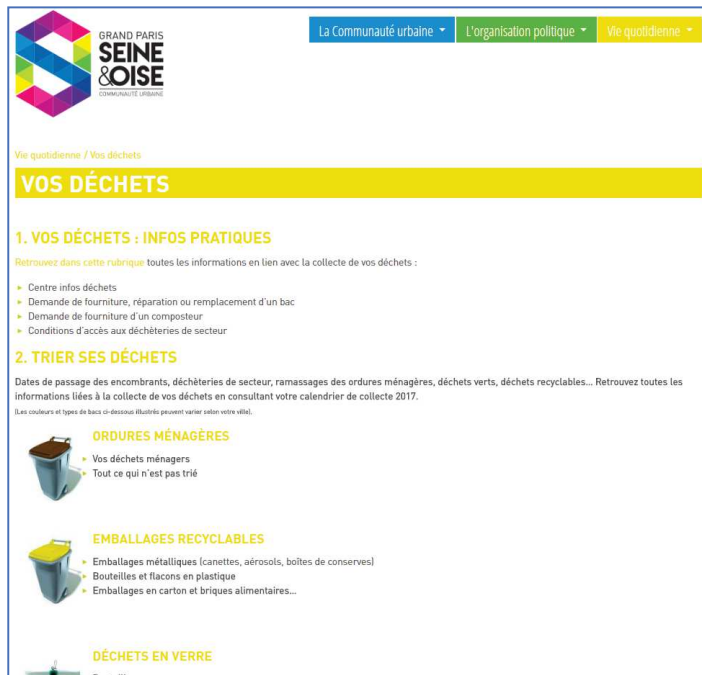 GRAND PARIS
SEINE
&OISE
COMMUNAUTÉ URBAINE
La Communauté urbaine
L'organisation politique
Vie quotidienne
Vie quotidienne / Vos déchets
VOS DÉCHETS
1. VOS DÉCHETS : INFOS PRATIQUES
Retrouvez dans cette rubrique toutes les informations en lien avec la collecte de vos déchets :
Centre infos déchets
Demande de fourniture, réparation ou remplacement d'un bac
Demande de fourniture d'un composteur
Conditions d'accès aux déchèteries de secteur
2. TRIER SES DÉCHETS
Dates de passage des encombrants, déchèteries de secteur, ramassages des ordures ménagères, déchets verts, déchets recyclables... Retrouvez toutes les
informations liées à la collecte de vos déchets en consultant votre calendrier de collecte 2017.
(Les couleurs et types de bacs ci-dessous illustrés peuvent varier selon votre ville).
ORDURES MÉNAGÈRES
Vos déchets ménagers
Tout ce qui n'est pas trié
EMBALLAGES RECYCLABLES
Emballages métalliques (canettes, aérosols, boîtes de conserves)
Bouteilles et flacons en plastique
Emballages en carton et briques alimentaires...
DÉCHETS EN VERRE